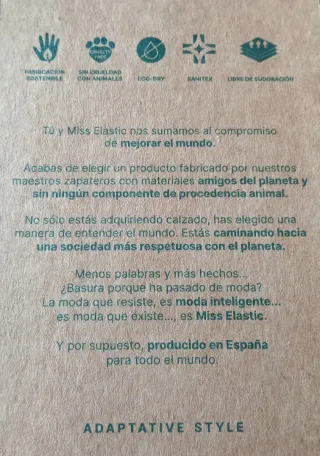 FABRICACIÓN
SOSTENIBLE
CRUELTY
FREE
SIN CRUELDAD
CON ANIMALES
ECO-DRY
SANITEX
LIBRE DE SUDORACIÓN
Tú y Miss Elastic nos sumamos al compromiso
de mejorar el mundo.
Acabas de elegir un producto fabricado por nuestros
maestros zapateros con materiales amigos del planeta y
sin ningún componente de procedencia animal.
No sólo estás adquiriendo calzado, has elegido una
manera de entender el mundo. Estás caminando hacia
una sociedad más respetuosa con el planeta.
Menos palabras y más hechos...
¿Basura porque ha pasado de moda?
La moda que resiste, es moda inteligente...
es moda que existe..., es Miss Elastic.
Y por supuesto, producido en España
para todo el mundo.
ADAPTATIVE STYLE